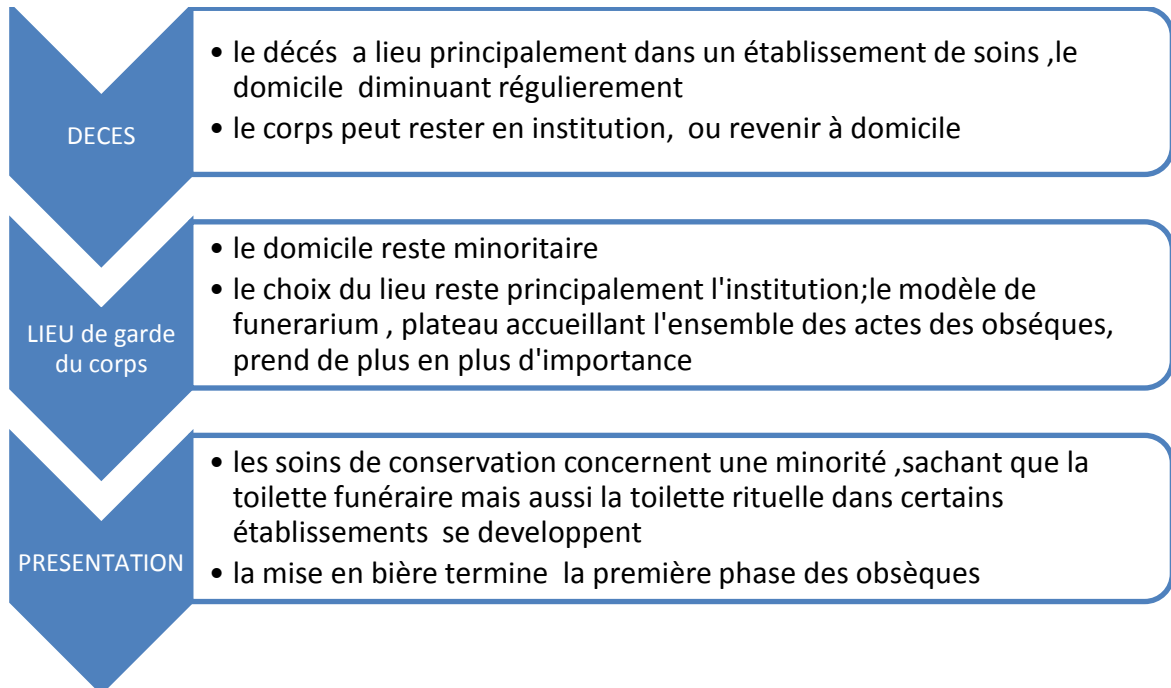 DECES
• le décés a lieu principalement dans un établissement de soins ,le
domicile diminuant régulierement
• le corps peut rester en institution, ou revenir à domicile
LIEU de garde
du corps
• le domicile reste minoritaire
• le choix du lieu reste principalement l'institution;le modèle de
funerarium , plateau accueillant l'ensemble des actes des obséques,
prend de plus en plus d'importance
PRESENTATION
• les soins de conservation concernent une minorité ,sachant que la
toilette funéraire mais aussi la toilette rituelle dans certains
établissements se developpent
• la mise en bière termine la première phase des obsèques